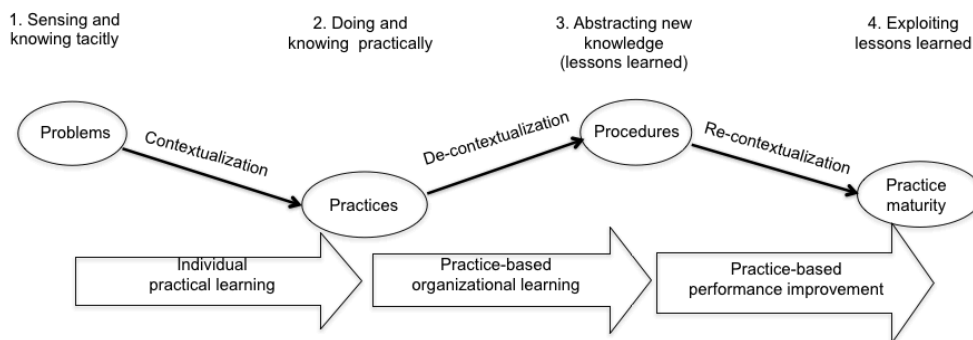 1. Sensing and
knowing tacitly
2. Doing and
knowing practically
3. Abstracting new
knowledge
(lessons learned)
4. Exploiting
lessons learned
Problems
Contextualization
Practices
De-contextualization
Procedures
Re-contextualization
Practice
maturity
Individual
practical learning
Practice-based
organizational learning
Practice-based
performance improvement